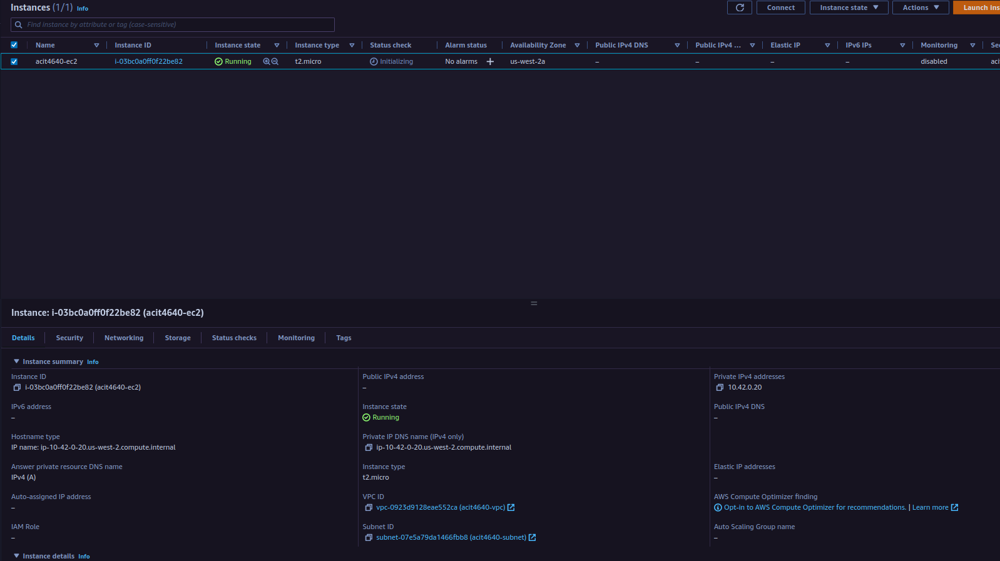 Instances (1/1) Info
Connect
Instance state
Actions
Launch ins
Find instance by attribute or tag (case-sensitive)
Name Instance ID Instance state Instance type Status check Alarm status Availability Zone Public IPv4 DNS Public IPv4 ... Elastic IP IPv6 IPs Monitoring Sec
acit4640-ec2 i-03bc0a0ff0f22be82 Running t2.micro Initializing No alarms + us-west-2a – – – – disabled aci
Instance: i-03bc0a0ff0f22be82 (acit4640-ec2)
Details Security Networking Storage Status checks Monitoring Tags
Instance summary Info
Instance ID
i-03bc0a0ff0f22be82 (acit4640-ec2)
Public IPv4 address
–
Private IPv4 addresses
10.42.0.20
IPv6 address
–
Instance state
Running
Public IPv4 DNS
–
Hostname type
IP name: ip-10-42-0-20.us-west-2.compute.internal
Private IP DNS name (IPv4 only)
ip-10-42-0-20.us-west-2.compute.internal
Answer private resource DNS name
IPv4 (A)
Instance type
t2.micro
Elastic IP addresses
–
Auto-assigned IP address
–
VPC ID
vpc-0923d9128eae552ca (acit4640-vpc)
AWS Compute Optimizer finding
Opt-in to AWS Compute Optimizer for recommendations. | Learn more
IAM Role
–
Subnet ID
subnet-07e5a79da1466fbb8 (acit4640-subnet)
Auto Scaling Group name
–
Instance details Info